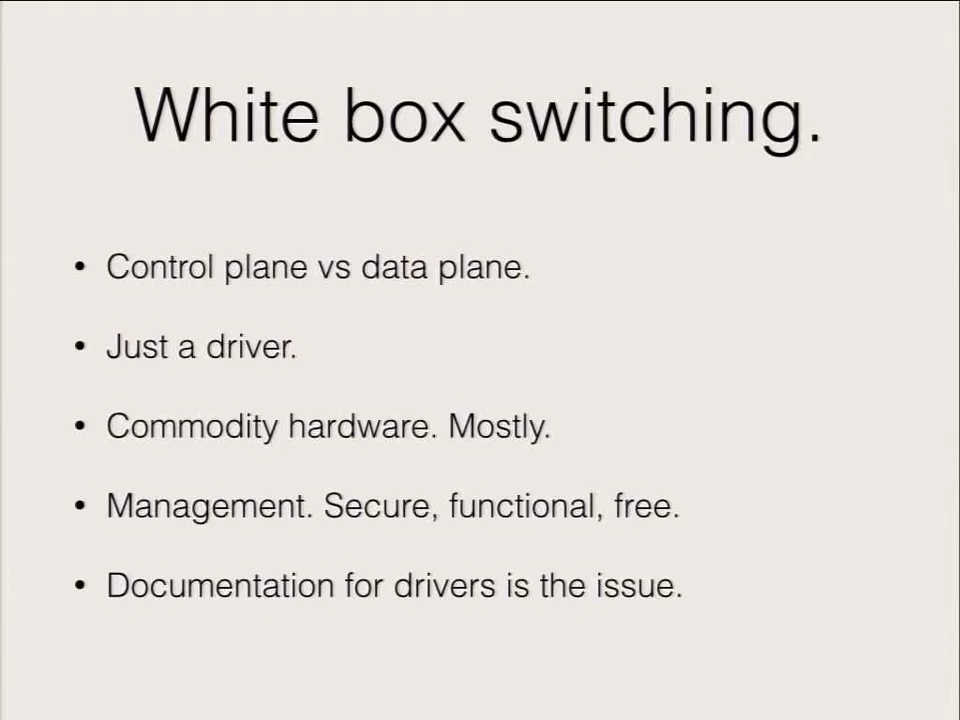 White box switching.
• Control plane vs data plane.
• Just a driver.
• Commodity hardware. Mostly.
• Management. Secure, functional, free.
• Documentation for drivers is the issue.